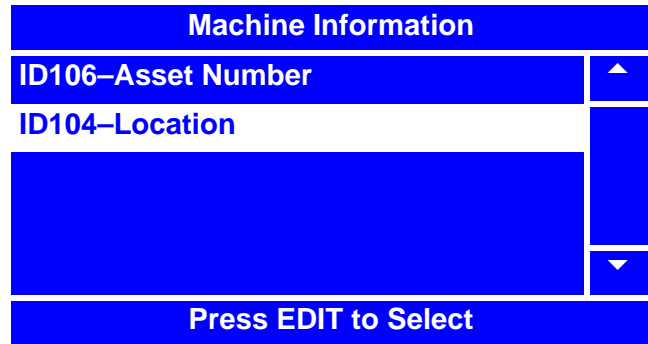 Machine Information
ID106–Asset Number
ID104–Location
Press EDIT to Select